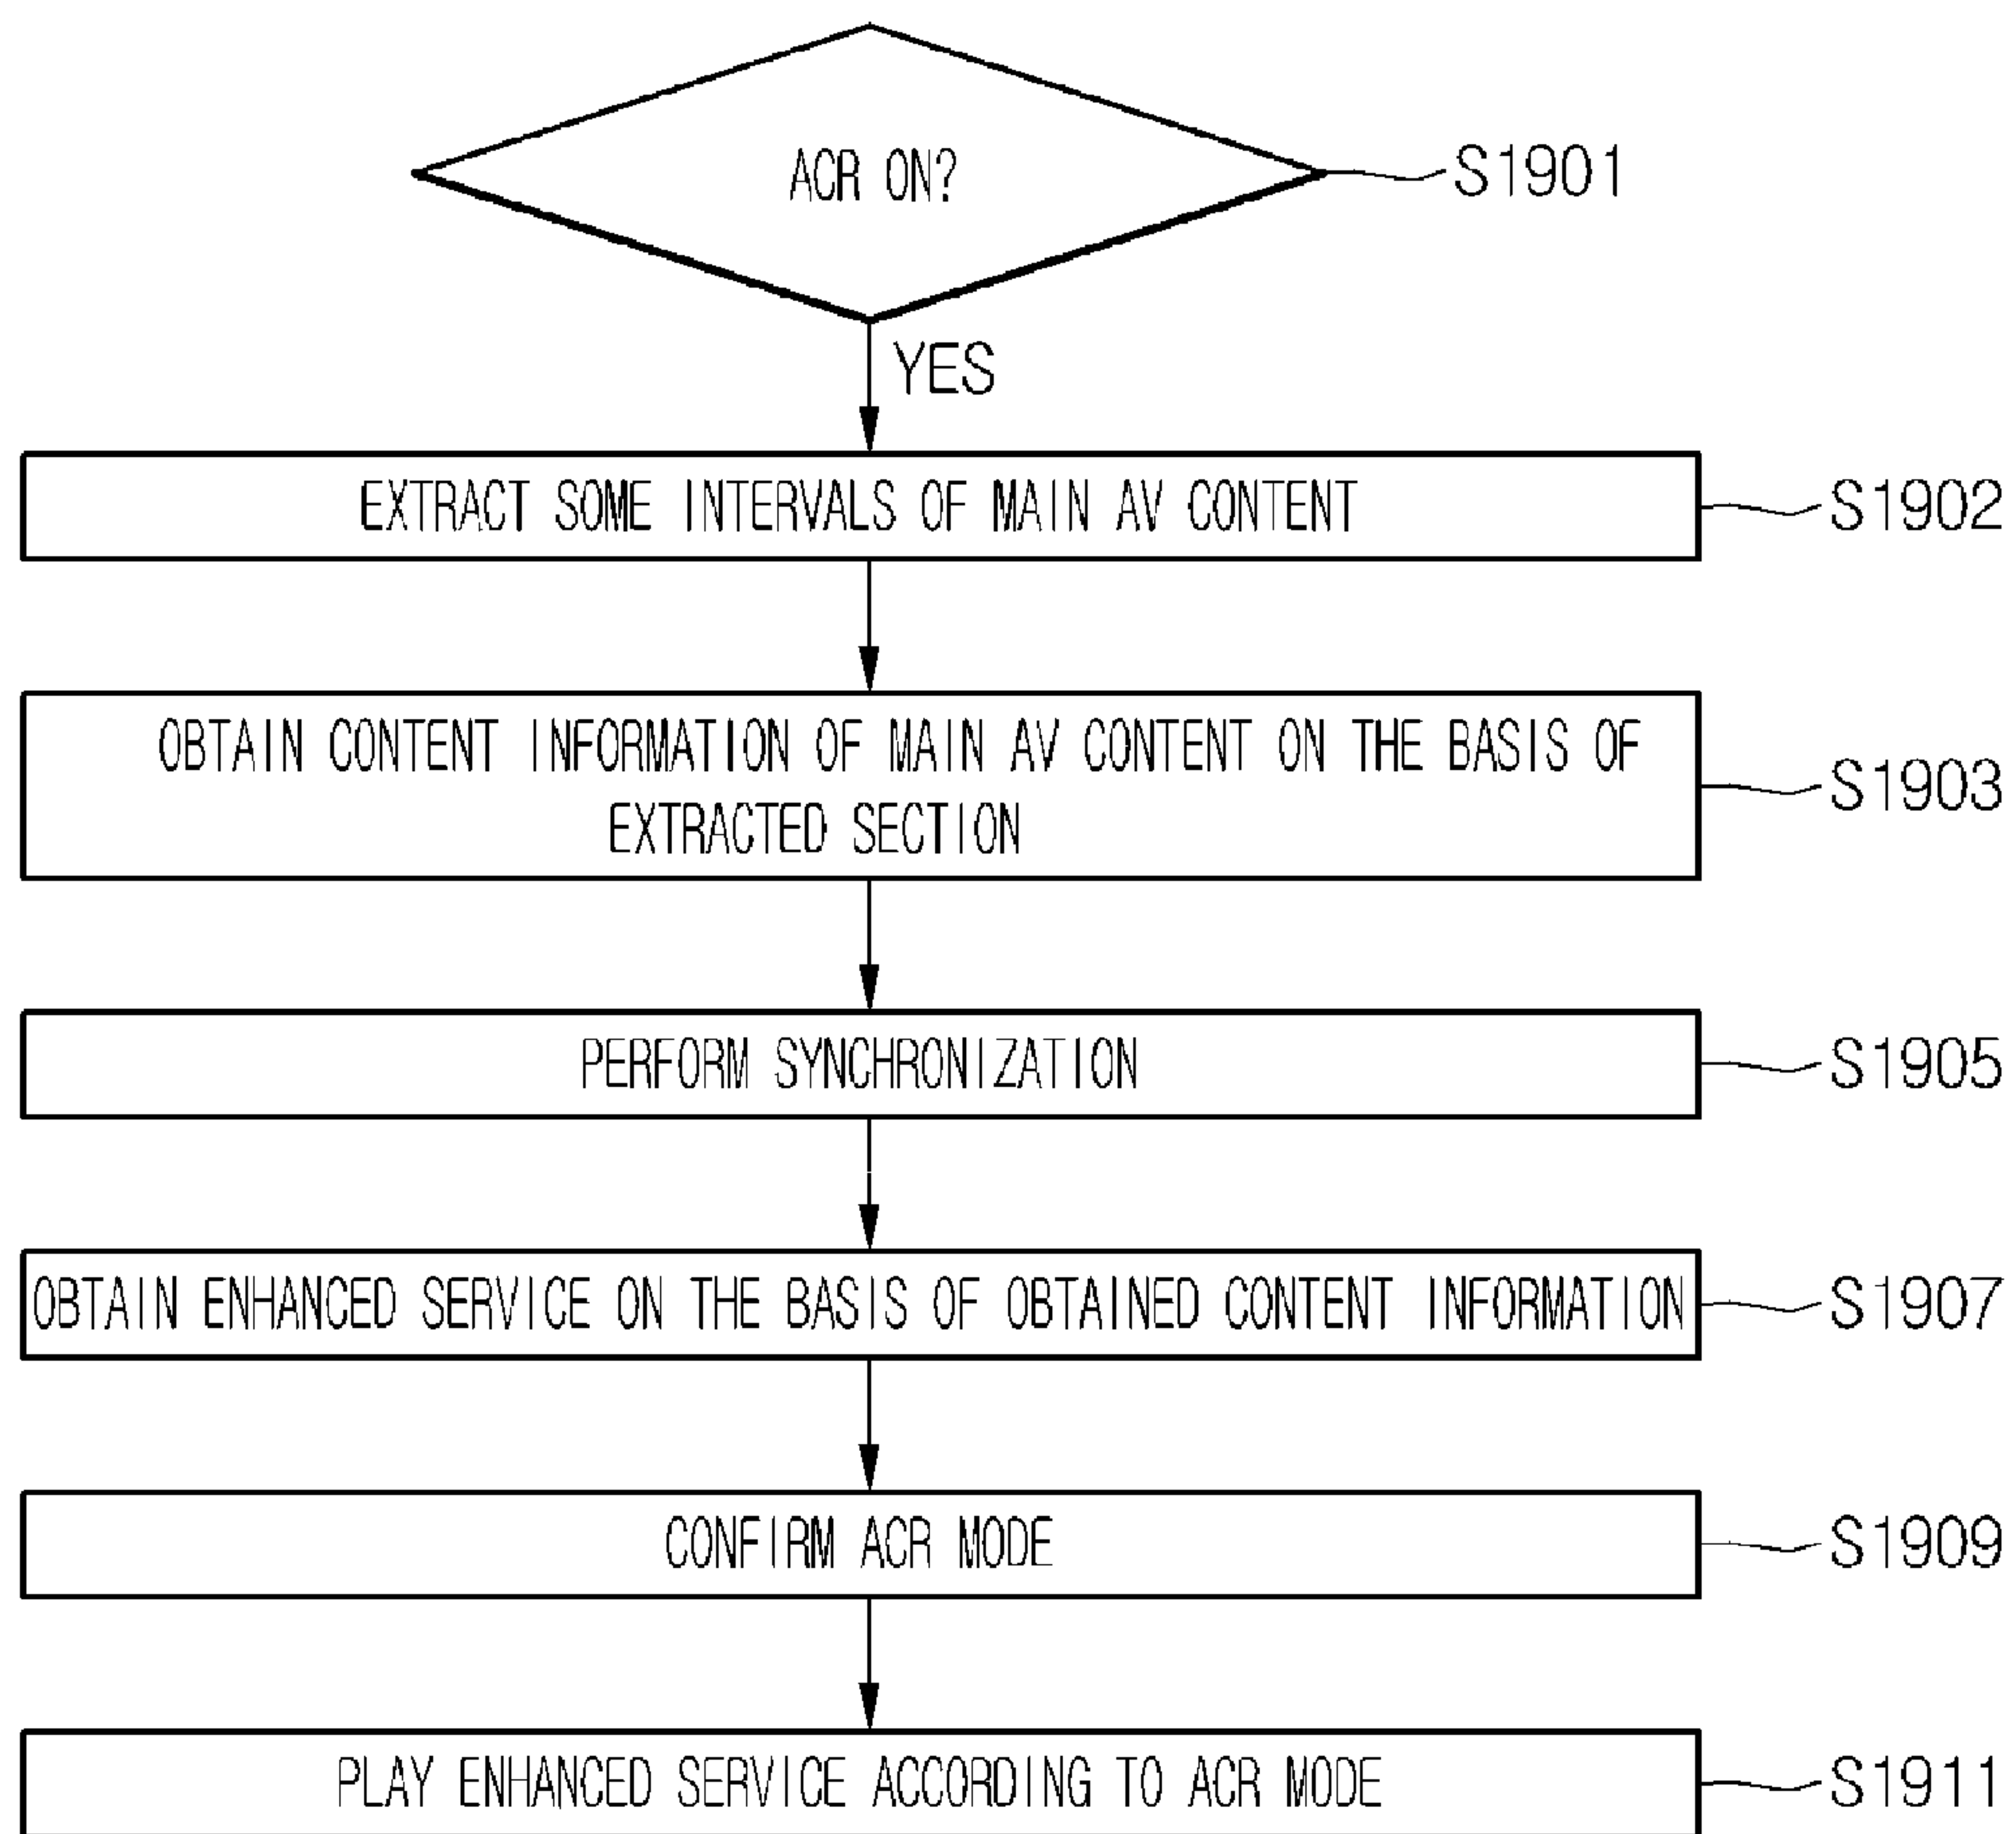 ACR ON?
S1901
YES
EXTRACT SOME INTERVALS OF MAIN AV CONTENT
S1902
OBTAIN CONTENT INFORMATION OF MAIN AV CONTENT ON THE BASIS OF
EXTRACTED SECTION
S1903
PERFORM SYNCHRONIZATION
S1905
OBTAIN ENHANCED SERVICE ON THE BASIS OF OBTAINED CONTENT INFORMATION
S1907
CONFIRM ACR MODE
S1909
PLAY ENHANCED SERVICE ACCORDING TO ACR MODE
S1911